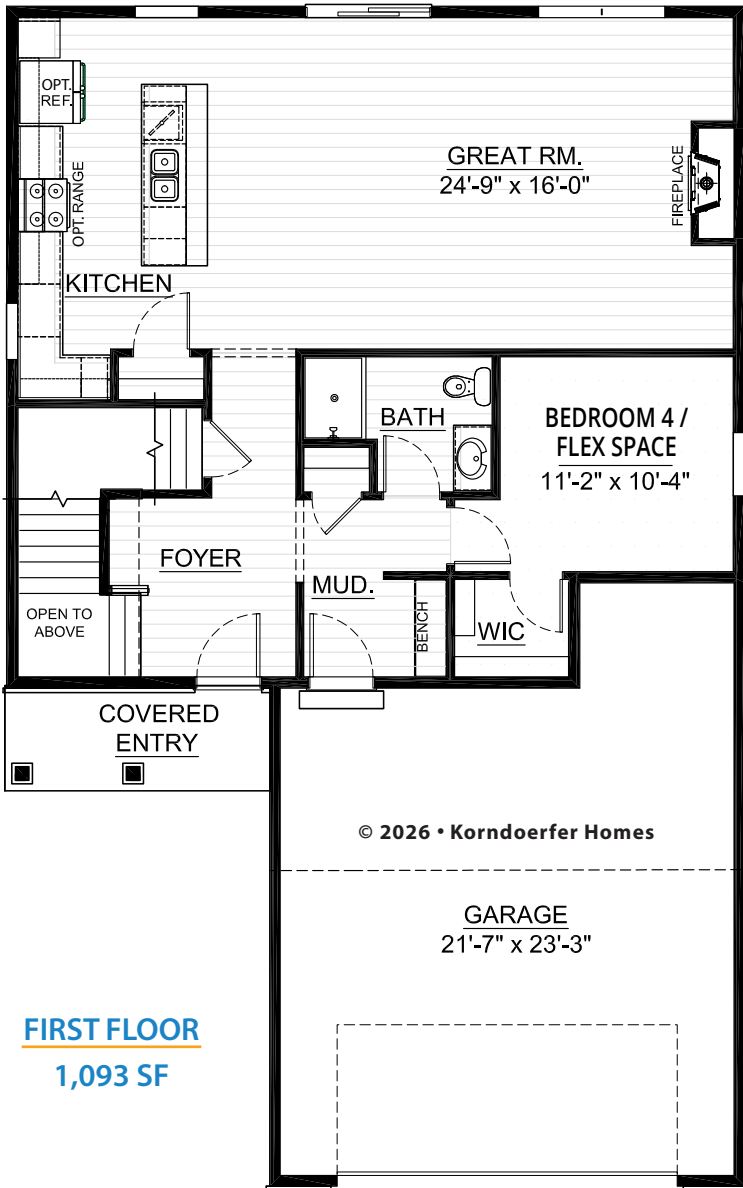 OPT.
REF.
OPT. RANGE
KITCHEN
GREAT RM.
24'-9" x 16'-0"
FIREPLACE
BATH
BEDROOM 4 /
FLEX SPACE
11'-2" x 10'-4"
FOYER
MUD.
BENCH
WIC
OPEN TO
ABOVE
COVERED
ENTRY
© 2026 • Korndoerfer Homes
GARAGE
21'-7" x 23'-3"
FIRST FLOOR
1,093 SF